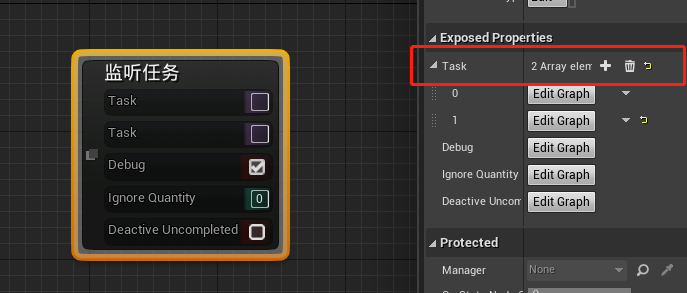 监听任务
Task
Task
Debug
Ignore Quantity 0
Deactive Uncompleted
Exposed Properties
Task 2 Array elem
0 Edit Graph
1 Edit Graph
Debug Edit Graph
Ignore Quantity Edit Graph
Deactive Uncom Edit Graph
Protected
Manager None